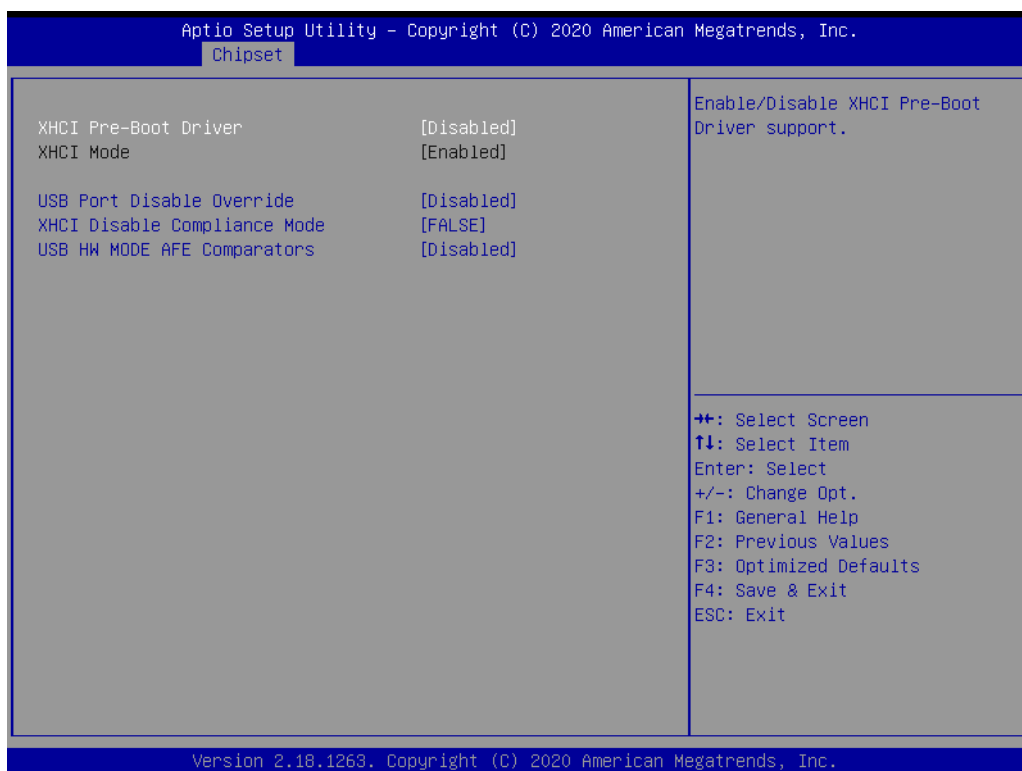 Aptio Setup Utility – Copyright (C) 2020 American Megatrends, Inc.
Chipset
XHCI Pre-Boot Driver [Disabled]
XHCI Mode [Enabled]
USB Port Disable Override [Disabled]
XHCI Disable Compliance Mode [FALSE]
USB HW MODE AFE Comparators [Disabled]
Enable/Disable XHCI Pre-Boot
Driver support.
→←: Select Screen
↑↓: Select Item
Enter: Select
+/-: Change Opt.
F1: General Help
F2: Previous Values
F3: Optimized Defaults
F4: Save & Exit
ESC: Exit
Version 2.18.1263. Copyright (C) 2020 American Megatrends, Inc.